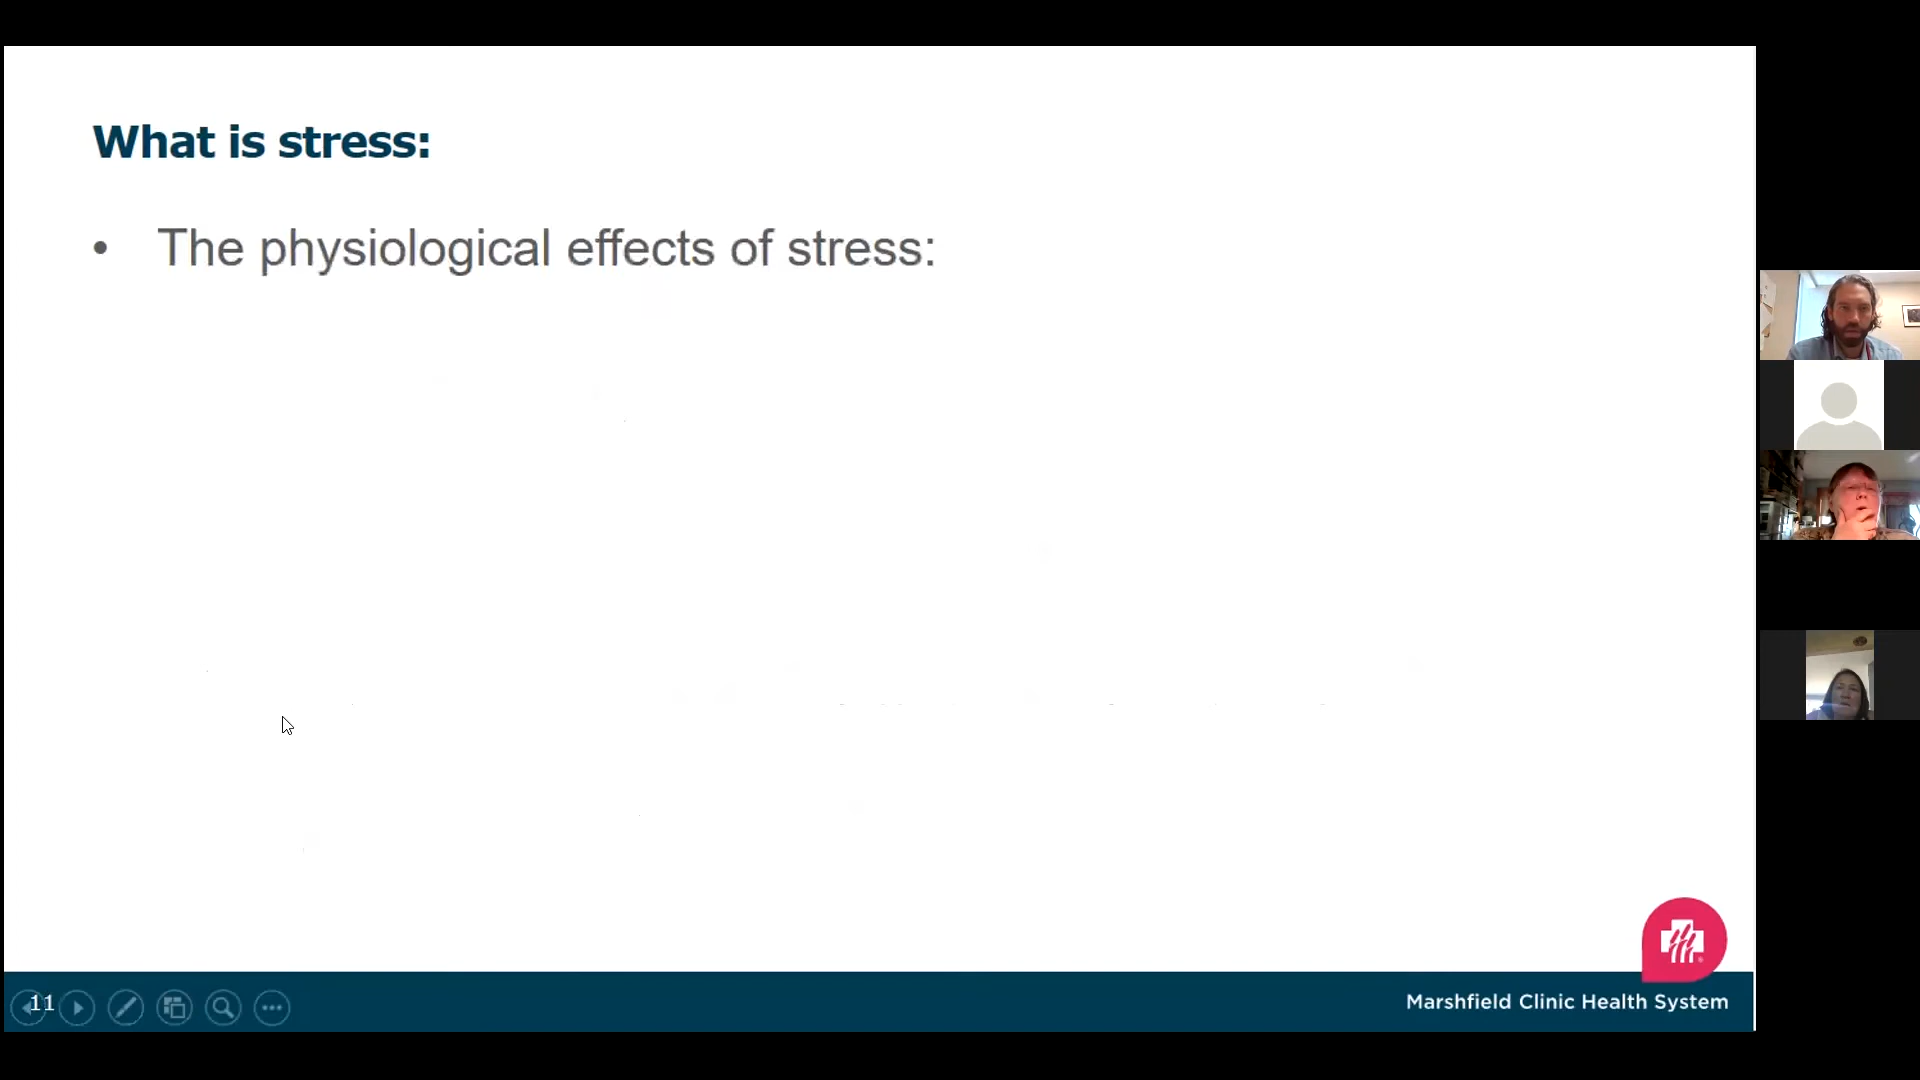 What is stress:
• The physiological effects of stress:
11
Marshfield Clinic Health System